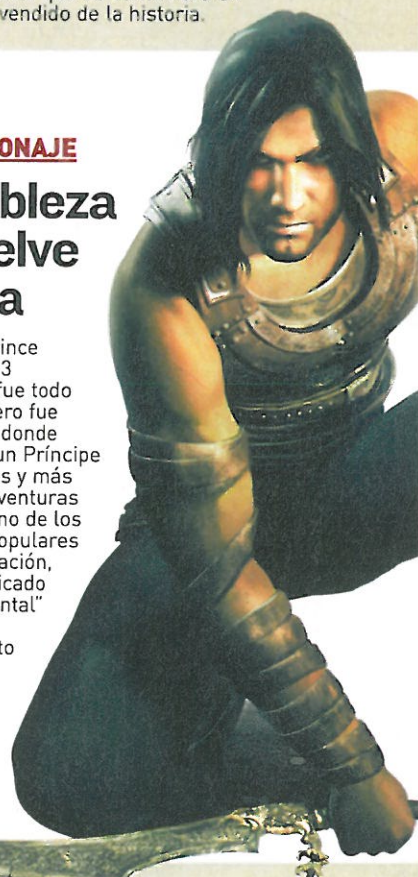 vendido de la historia.
ONAJE
bleza
elve
a
ince
3
fue todo
ero fue
donde
un Príncipe
s y más
venturas
no de los
opulares
ación,
icado
ntal”
to